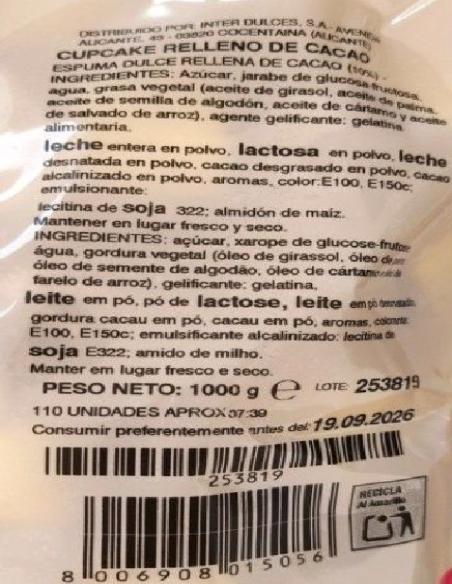 DISTRIBUIDO POR: INTER DULCES, S.A.- AVENIDA
ALICANTE, 43 - 03820 COCENTAINA (ALICANTE)
CUPCAKE RELLENO DE CACAO
ESPUMA DULCE RELLENA DE CACAO (10%) -
INGREDIENTES: Azúcar, jarabe de glucosa-fructosa,
agua, grasa vegetal (aceite de girasol, aceite de palma,
aceite de semilla de algodón, aceite de cártamo y aceite
de salvado de arroz), agente gelificante: gelatina
alimentaria,
leche entera en polvo, lactosa en polvo, leche
desnatada en polvo, cacao desgrasado en polvo, cacao
alcalinizado en polvo, aromas, color:E100, E150c;
emulsionante:
lecitina de soja 322; almidón de maíz.
Mantener en lugar fresco y seco.
INGREDIENTES: açúcar, xarope de glucose-frutose
água, gordura vegetal (óleo de girassol, óleo de
óleo de semente de algodão, óleo de cártamo
farelo de arroz), gelificante: gelatina,
leite em pó, pó de lactose, leite em pó desnatado,
gordura cacau em pó, cacau em pó, aromas, colorante:
E100, E150c; emulsificante alcalinizado: lecitina de
soja E322; amido de milho.
Manter em lugar fresco e seco.
PESO NETO: 1000 g e LOTE: 253819
110 UNIDADES APROX 37:39
Consumir preferentemente antes del: 19.09.2026
253819
RECICLA
Al Amarillo
8 006908 015056